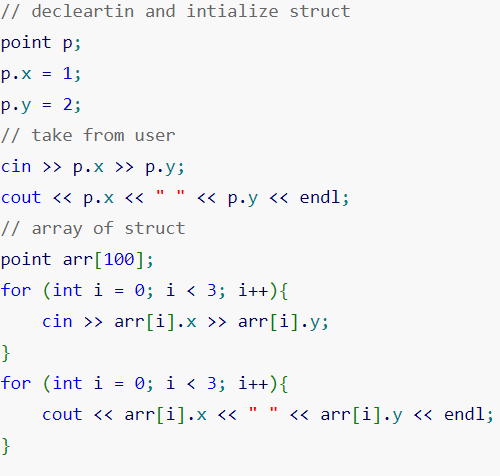 // decleartin and intialize struct
point p;
p.x = 1;
p.y = 2;
// take from user
cin >> p.x >> p.y;
cout << p.x << " " << p.y << endl;
// array of struct
point arr[100];
for (int i = 0; i < 3; i++){
    cin >> arr[i].x >> arr[i].y;
}
for (int i = 0; i < 3; i++){
    cout << arr[i].x << " " << arr[i].y << endl;
}